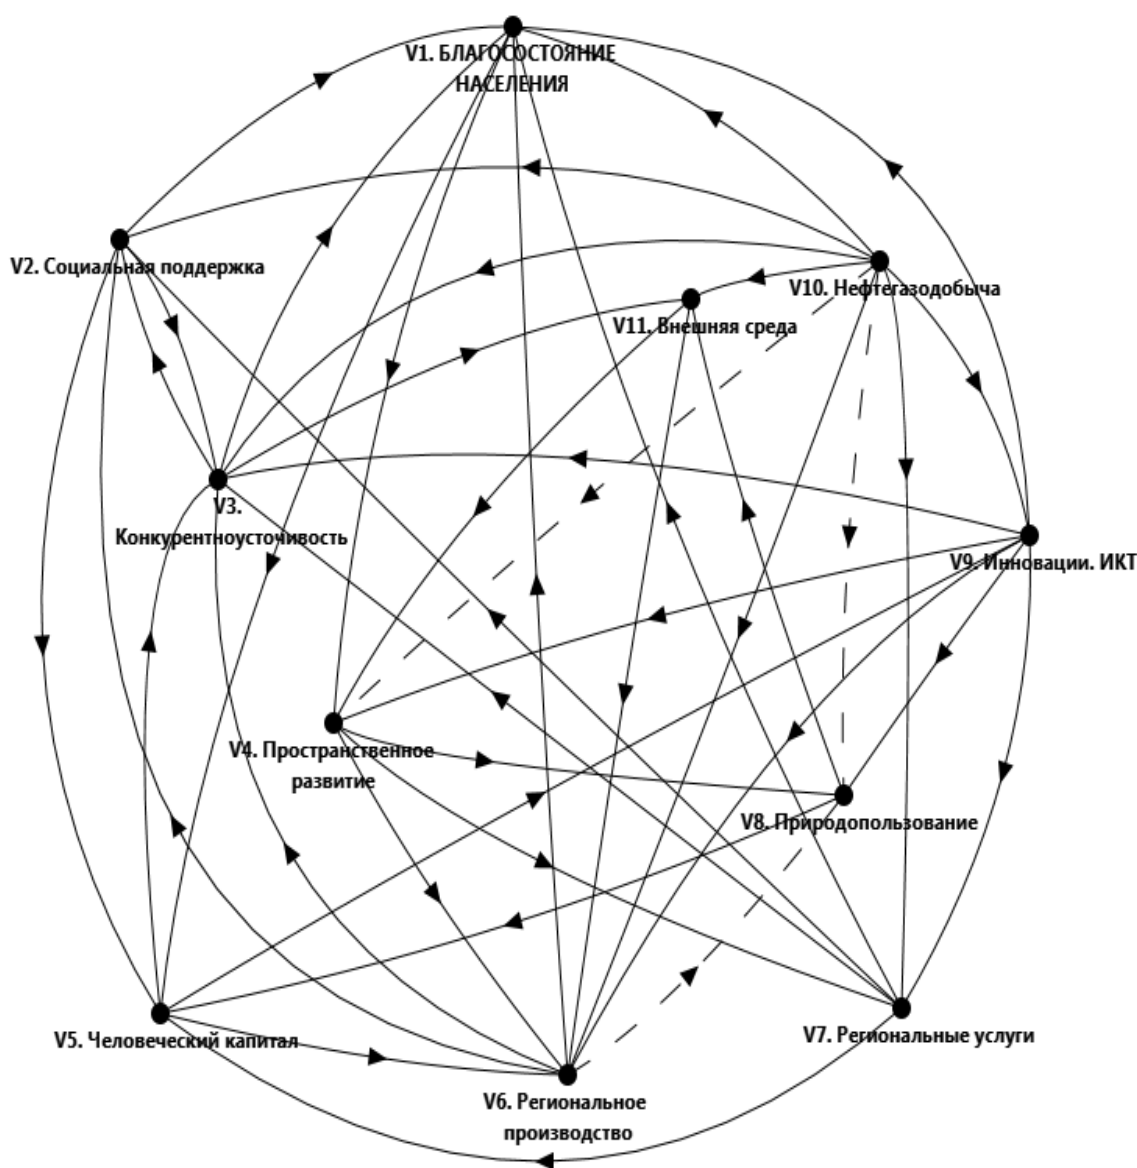 V1. БЛАГОСОСТОЯНИЕ
НАСЕЛЕНИЯ
V2. Социальная поддержка
V10. Нефтегазодобыча
V11. Внешняя среда
V3.
Конкурентноусточивость
V9. Инновации. ИКТ
V4. Пространственное
развитие
V8. Природопользование
V5. Человеческий капитал
V7. Региональные услуги
V6. Региональное
производство